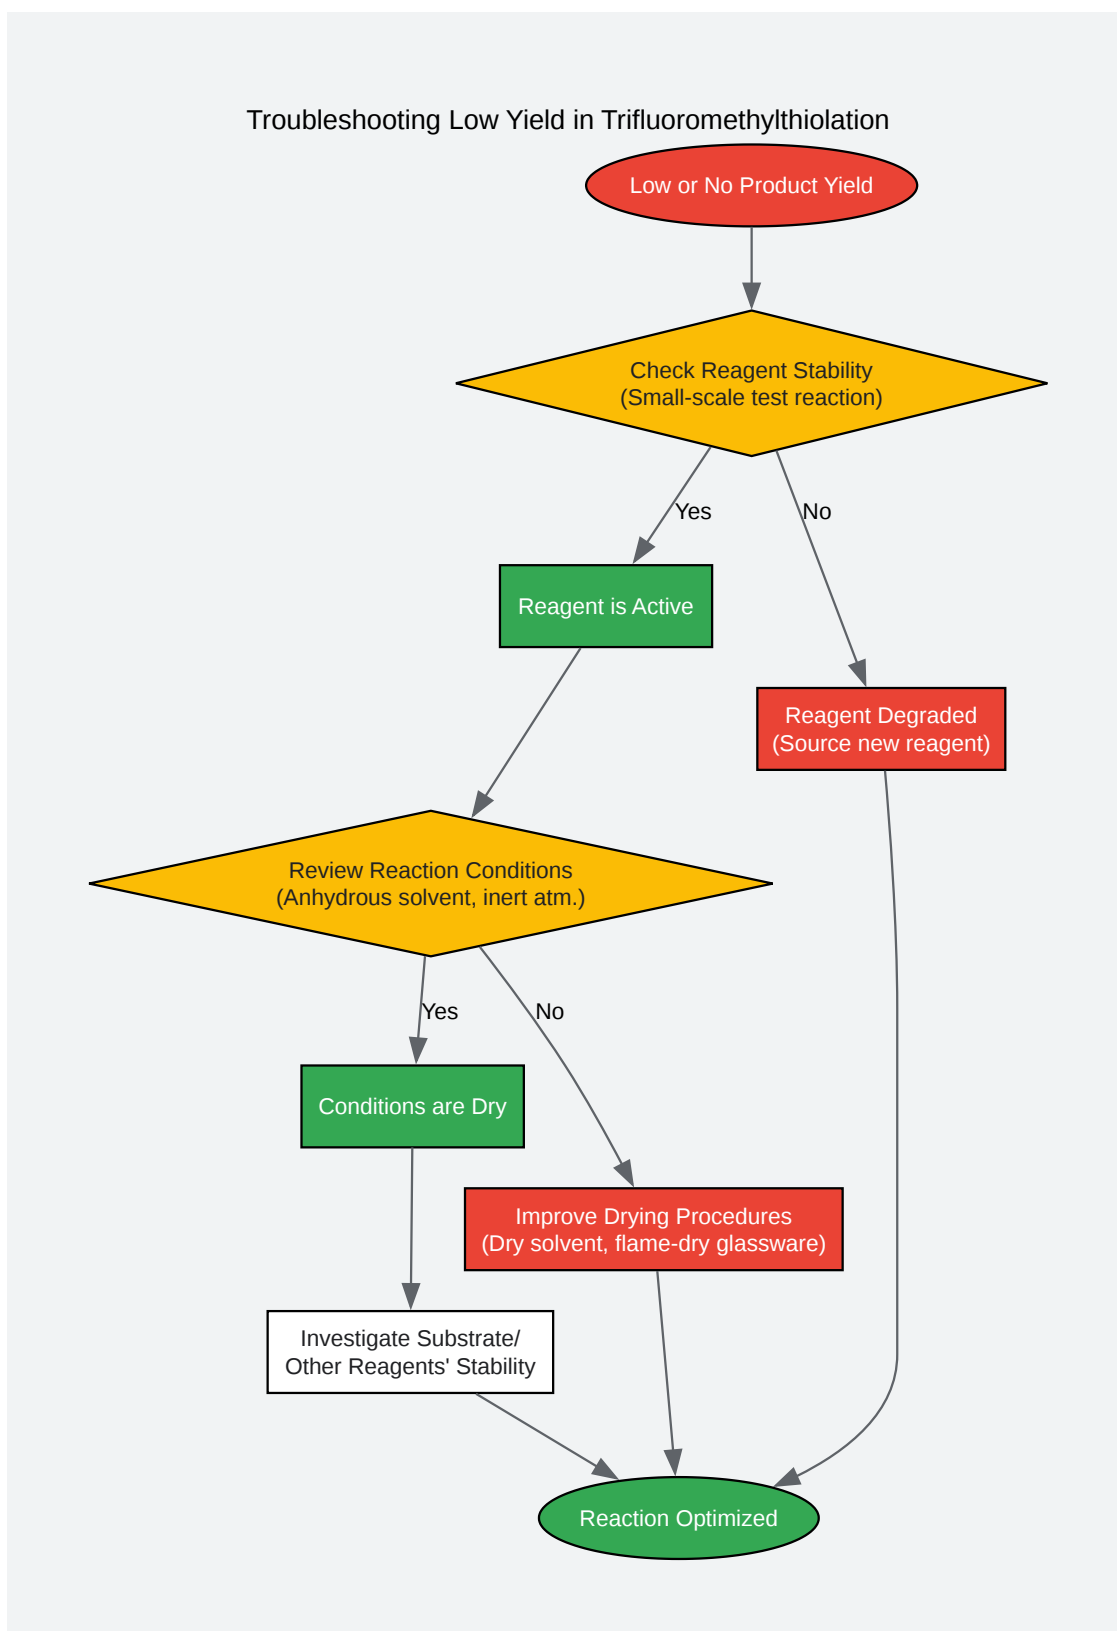 Troubleshooting Low Yield in Trifluoromethylthiolation
Low or No Product Yield
Check Reagent Stability
(Small-scale test reaction)
Yes
No
Reagent is Active
Reagent Degraded
(Source new reagent)
Review Reaction Conditions
(Anhydrous solvent, inert atm.)
Yes
No
Conditions are Dry
Improve Drying Procedures
(Dry solvent, flame-dry glassware)
Investigate Substrate/
Other Reagents' Stability
Reaction Optimized